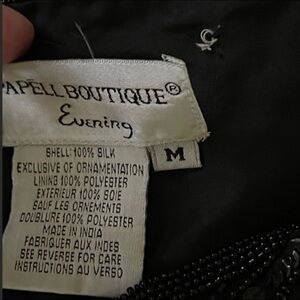 PAPELL BOUTIQUE®
Evening
M
SHELL: 100% SILK
EXCLUSIVE OF ORNAMENTATION
LINING 100% POLYESTER
EXTERIEUR 100% SOIE
SAUF LES ORNEMENTS
DOUBLURE 100% POLYESTER
MADE IN INDIA
FABRIQUER AUX INDES
SEE REVERSE FOR CARE
INSTRUCTIONS AU VERSO